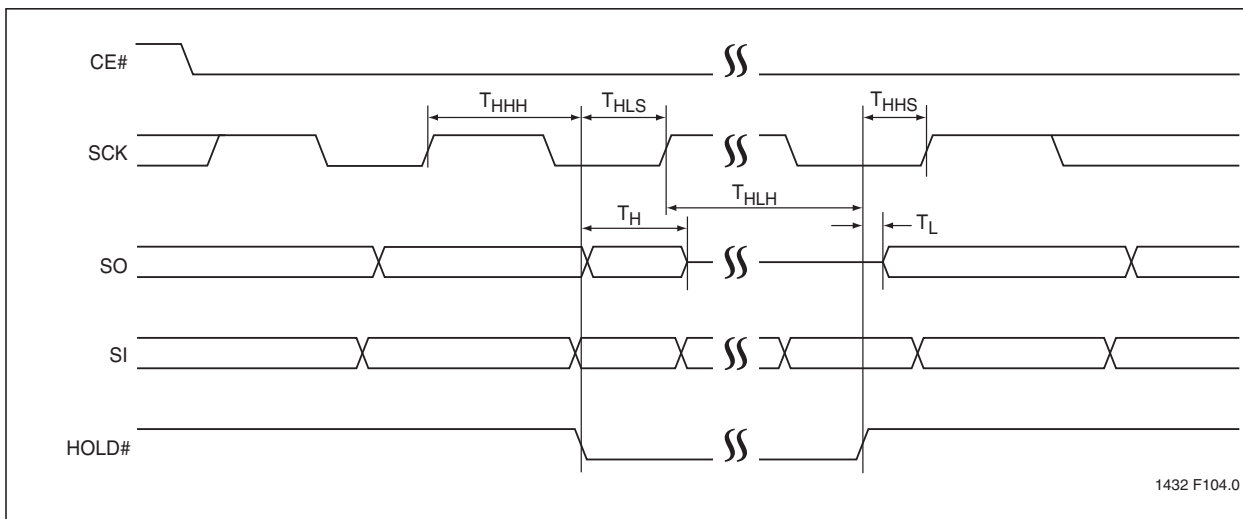 CE#
T_HHH
T_HLS
T_HHS
SCK
T_HLH
T_H
T_L
SO
SI
HOLD#
1432 F104.0